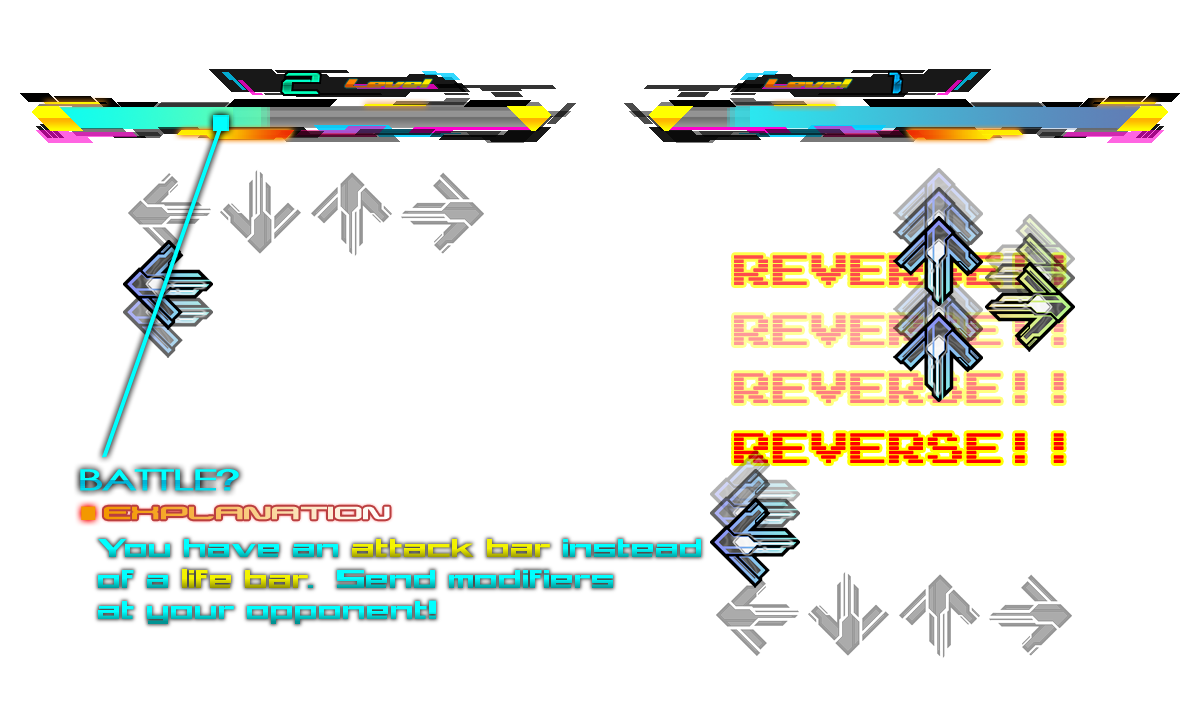 2 Level
Level 1
REVERSE!!
REVERSE!!
REVERSE!!
REVERSE!!
BATTLE?
EXPLANATION
You have an attack bar instead
of a life bar. Send modifiers
at your opponent!